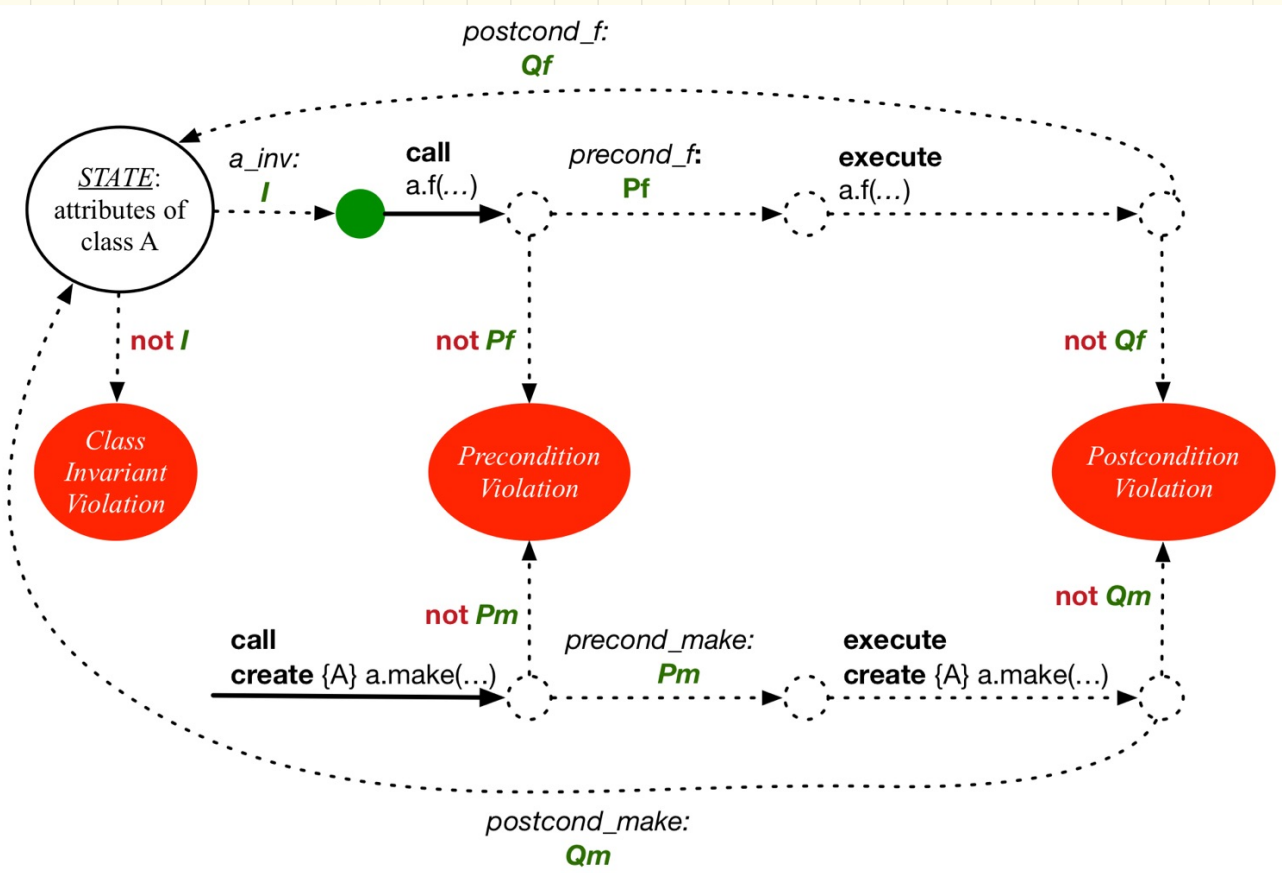 postcond_f:
Qf
STATE:
attributes of
class A
a_inv:
I
call
a.f(…)
precond_f:
Pf
execute
a.f(…)
not I
not Pf
not Qf
Class
Invariant
Violation
Precondition
Violation
Postcondition
Violation
not Pm
not Qm
call
create {A} a.make(…)
precond_make:
Pm
execute
create {A} a.make(…)
postcond_make:
Qm